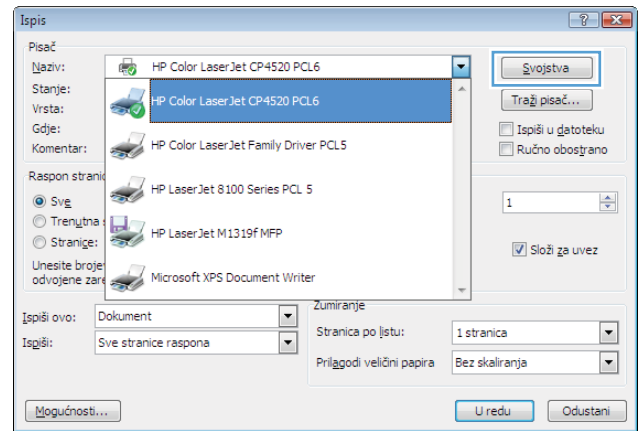 Ispis
Pisač
Naziv: HP Color LaserJet CP4520 PCL6 Svojstva
Stanje: HP Color LaserJet CP4520 PCL6 Traži pisač...
Vrsta:
Gdje: HP Color LaserJet Family Driver PCL5 Ispiši u datoteku
Komentar: Ručno obostrano
Raspon stranic HP LaserJet 8100 Series PCL 5
Sve 1
Trenutna s HP LaserJet M1319f MFP
Stranice: Složi za uvez
Unesite broje Microsoft XPS Document Writer
odvojene zare
Zumiranje
Ispiši ovo: Dokument Stranica po listu: 1 stranica
Ispiši: Sve stranice raspona Prilagodi veličini papira Bez skaliranja
Mogućnosti... U redu Odustani